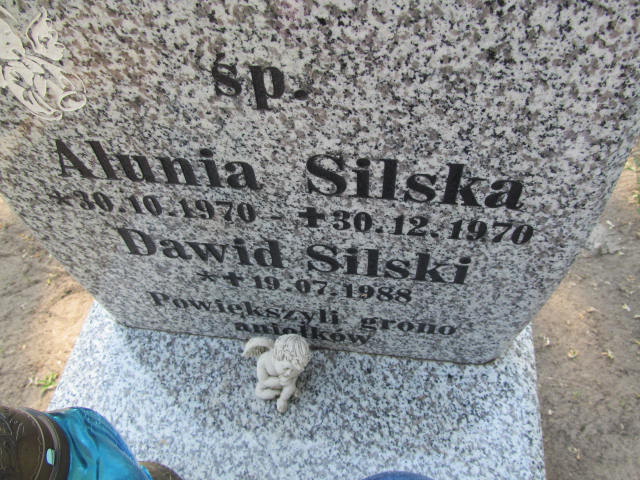 śp.
Alunia Silska
*30.10.1970 - ✝30.12.1970
Dawid Silski
*✝19.07.1988
Powiększyli grono
aniołków